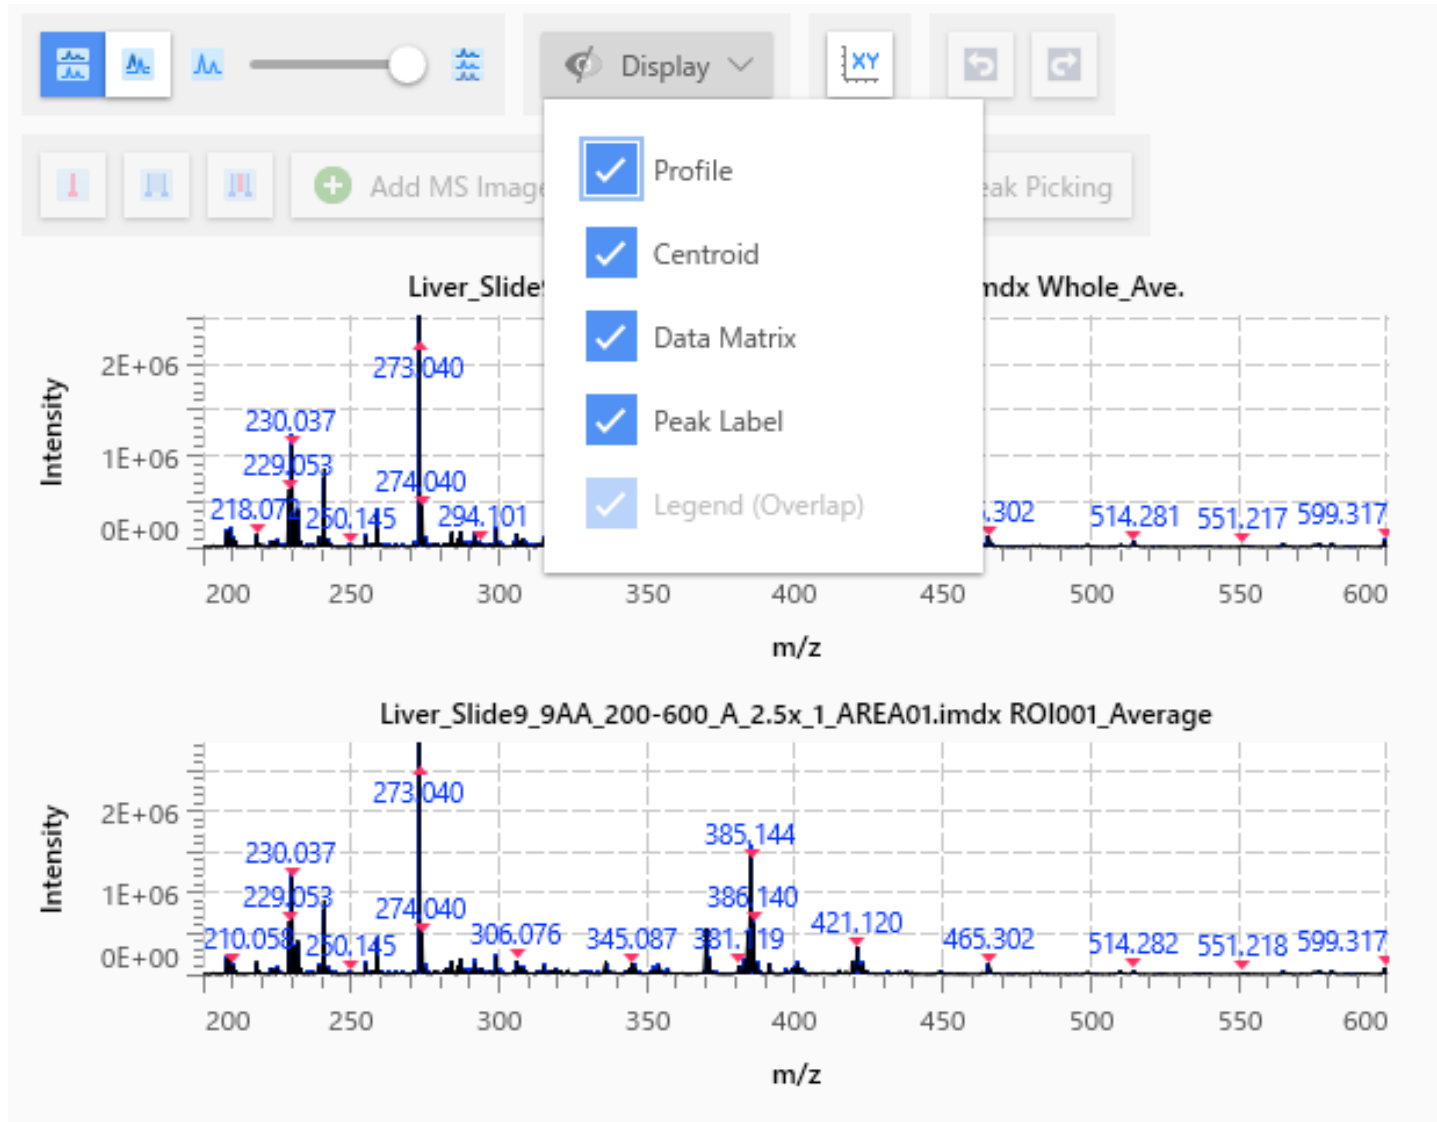 Display
XY
Add MS Image
eak Picking
Profile
Centroid
Data Matrix
Peak Label
Legend (Overlap)
Liver_Slide9
mdx Whole_Ave.
Intensity
2E+06
1E+06
0E+00
273.040
230.037
229.053
274.040
250.145
294.101
.302
514.281
551.217
599.317
200 250 300 350 400 450 500 550 600
m/z
Liver_Slide9_9AA_200-600_A_2.5x_1_AREA01.imdx ROI001_Average
Intensity
2E+06
1E+06
0E+00
273.040
385.144
230.037
229.053
386.140
274.040
421.120
210.058
250.145
306.076
345.087
465.302
514.282
551.218
599.317
200 250 300 350 400 450 500 550 600
m/z